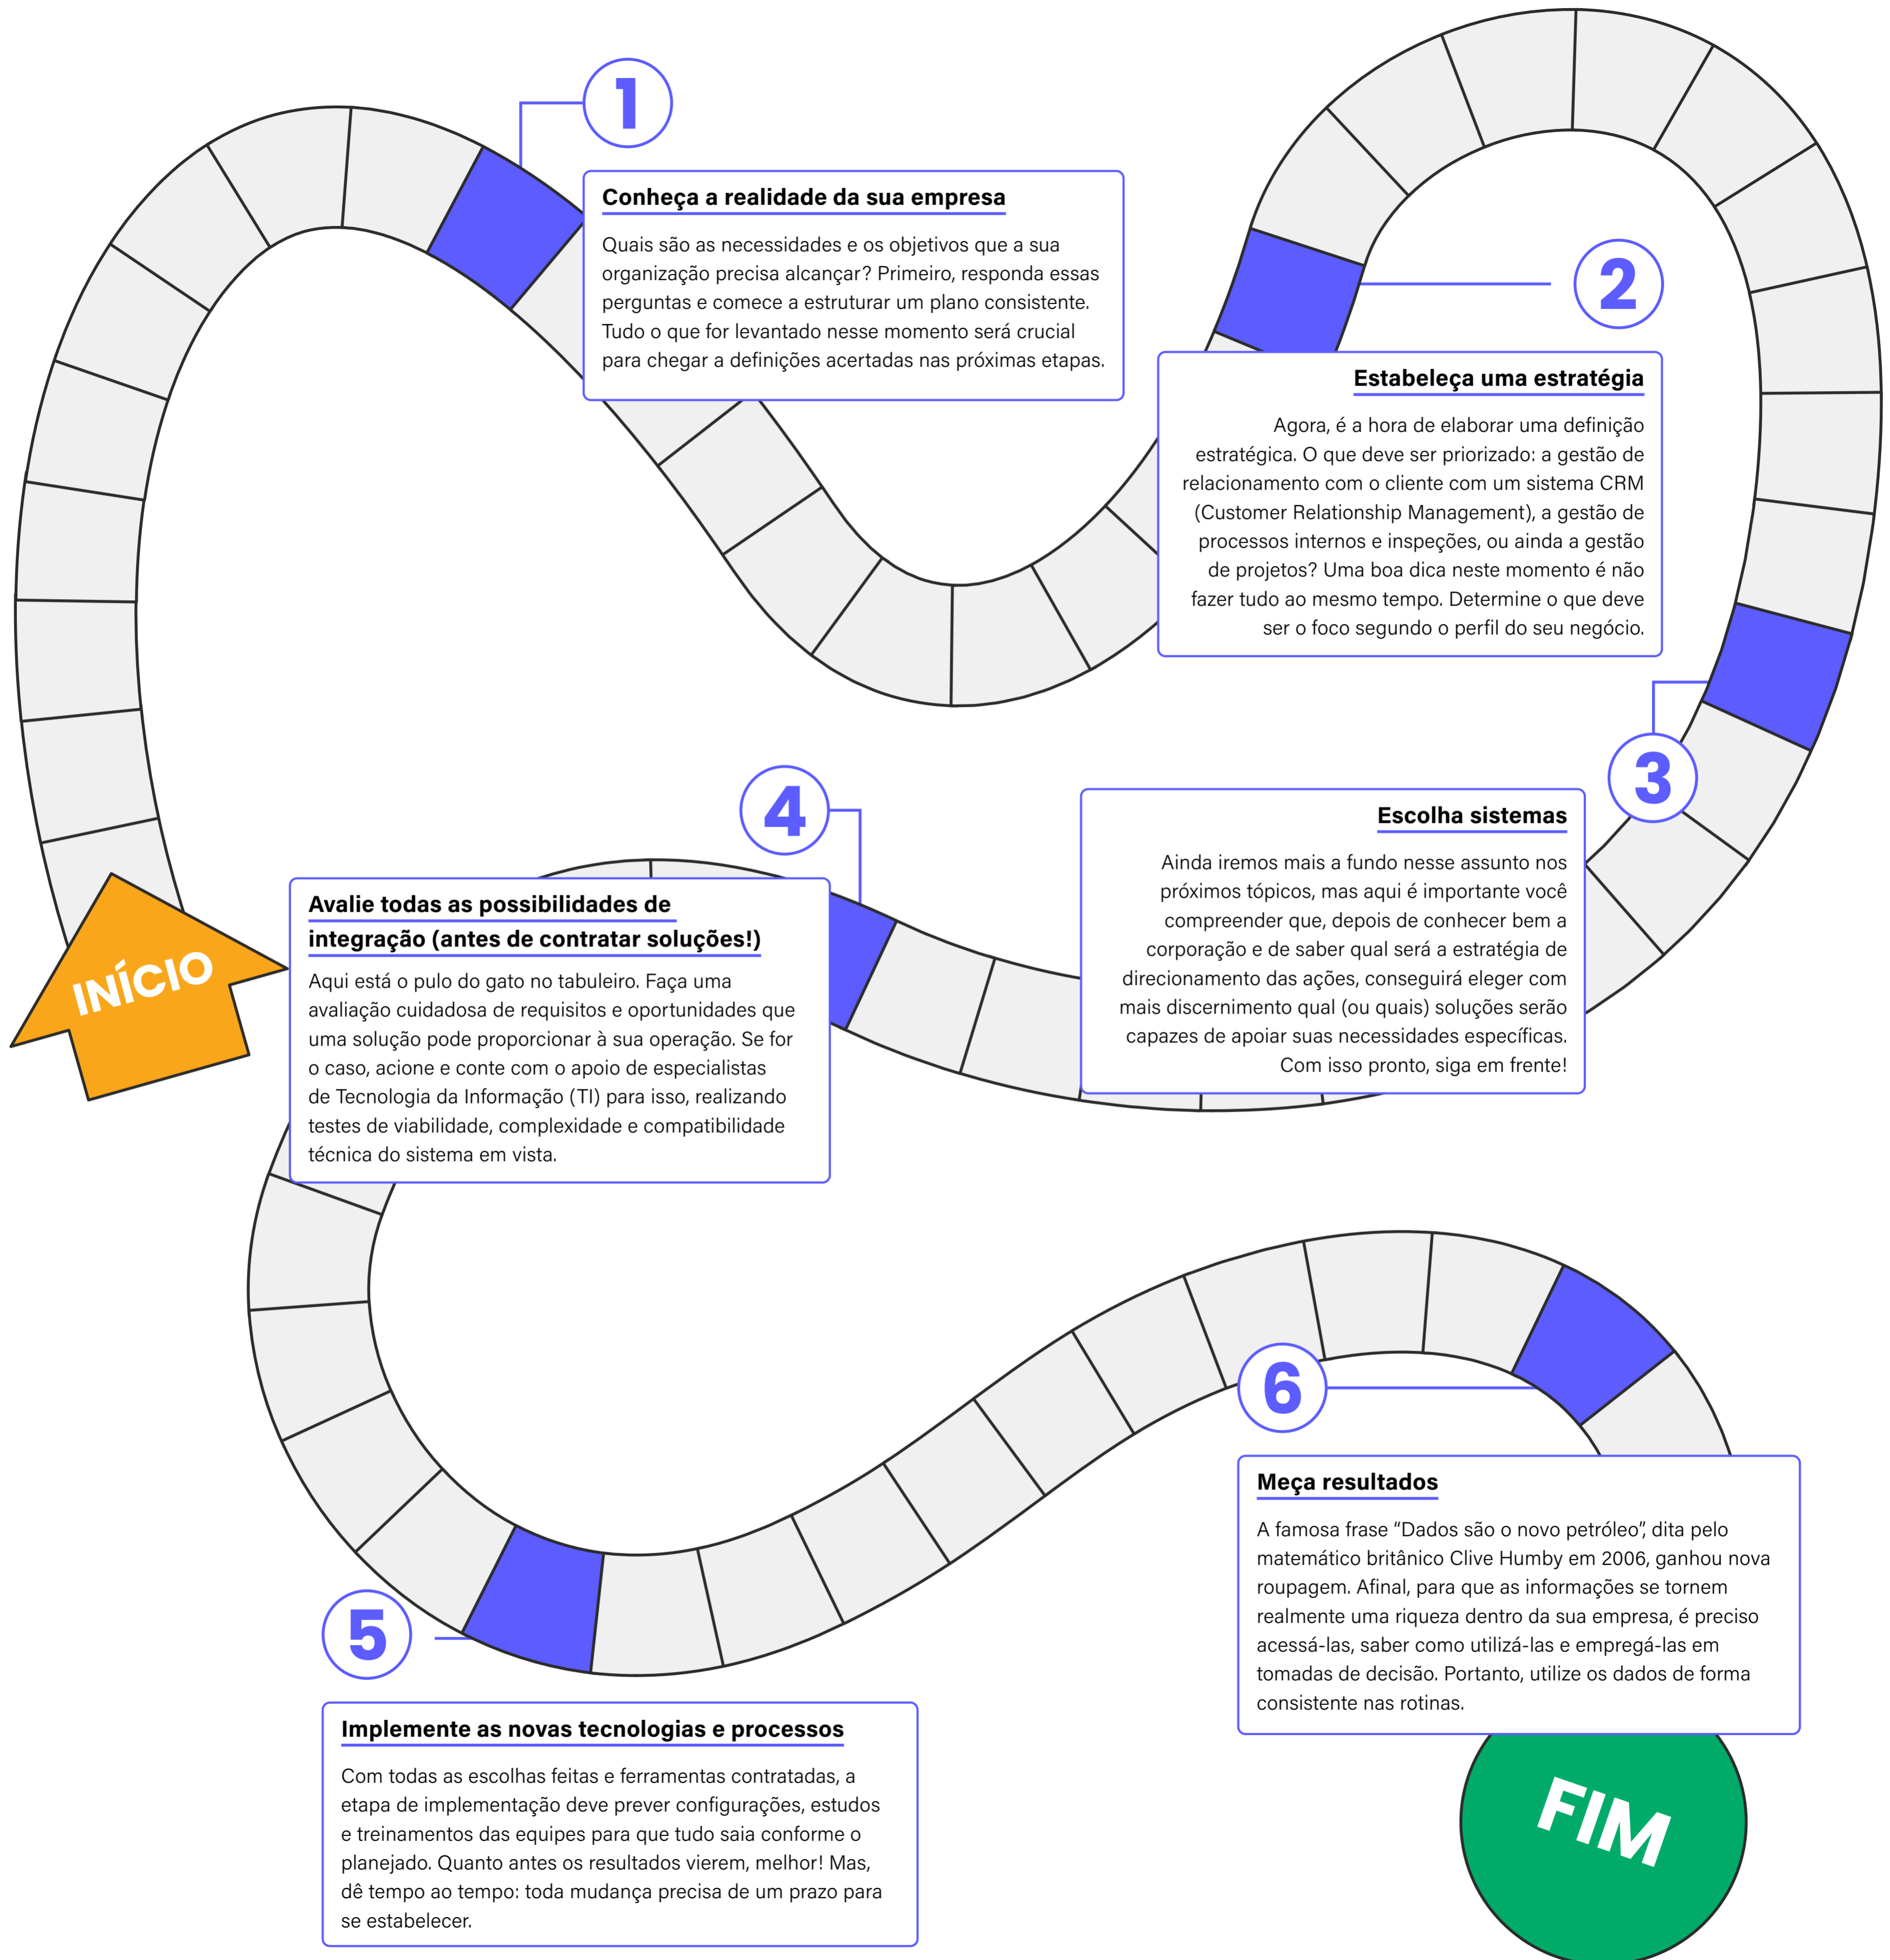 INÍCIO
1
Conheça a realidade da sua empresa
Quais são as necessidades e os objetivos que a sua
organização precisa alcançar? Primeiro, responda essas
perguntas e comece a estruturar um plano consistente.
Tudo o que for levantado nesse momento será crucial
para chegar a definições acertadas nas próximas etapas.
2
Estabeleça uma estratégia
Agora, é a hora de elaborar uma definição
estratégica. O que deve ser priorizado: a gestão de
relacionamento com o cliente com um sistema CRM
(Customer Relationship Management), a gestão de
processos internos e inspeções, ou ainda a gestão
de projetos? Uma boa dica neste momento é não
fazer tudo ao mesmo tempo. Determine o que deve
ser o foco segundo o perfil do seu negócio.
3
Escolha sistemas
Ainda iremos mais a fundo nesse assunto nos
próximos tópicos, mas aqui é importante você
compreender que, depois de conhecer bem a
corporação e de saber qual será a estratégia de
direcionamento das ações, conseguirá eleger com
mais discernimento qual (ou quais) soluções serão
capazes de apoiar suas necessidades específicas.
Com isso pronto, siga em frente!
4
Avalie todas as possibilidades de
integração (antes de contratar soluções!)
Aqui está o pulo do gato no tabuleiro. Faça uma
avaliação cuidadosa de requisitos e oportunidades que
uma solução pode proporcionar à sua operação. Se for
o caso, acione e conte com o apoio de especialistas
de Tecnologia da Informação (TI) para isso, realizando
testes de viabilidade, complexidade e compatibilidade
técnica do sistema em vista.
5
Implemente as novas tecnologias e processos
Com todas as escolhas feitas e ferramentas contratadas, a
etapa de implementação deve prever configurações, estudos
e treinamentos das equipes para que tudo saia conforme o
planejado. Quanto antes os resultados vierem, melhor! Mas,
dê tempo ao tempo: toda mudança precisa de um prazo para
se estabelecer.
6
Meça resultados
A famosa frase “Dados são o novo petróleo”, dita pelo
matemático britânico Clive Humby em 2006, ganhou nova
roupagem. Afinal, para que as informações se tornem
realmente uma riqueza dentro da sua empresa, é preciso
acessá-las, saber como utilizá-las e empregá-las em
tomadas de decisão. Portanto, utilize os dados de forma
consistente nas rotinas.
FIM